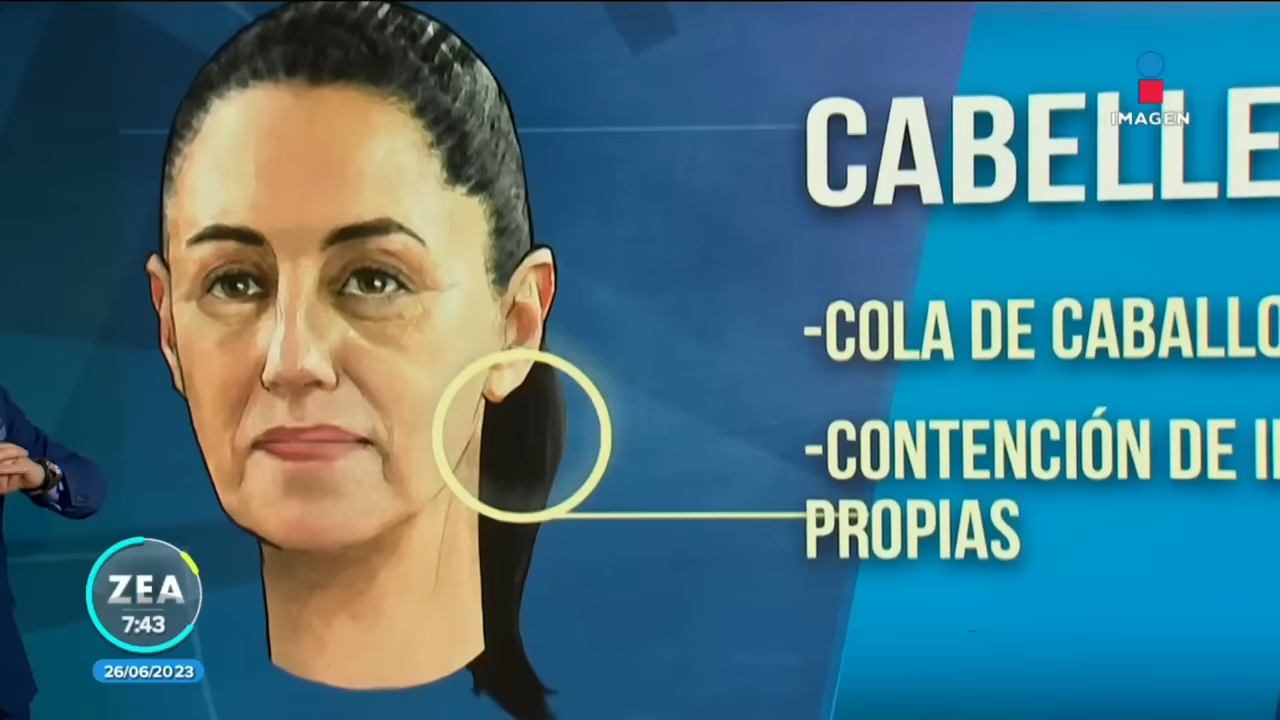 IMAGEN
CABELLE
-COLA DE CABALLO
-CONTENCIÓN DE
PROPIAS
ZEA
7:43
26/06/2023